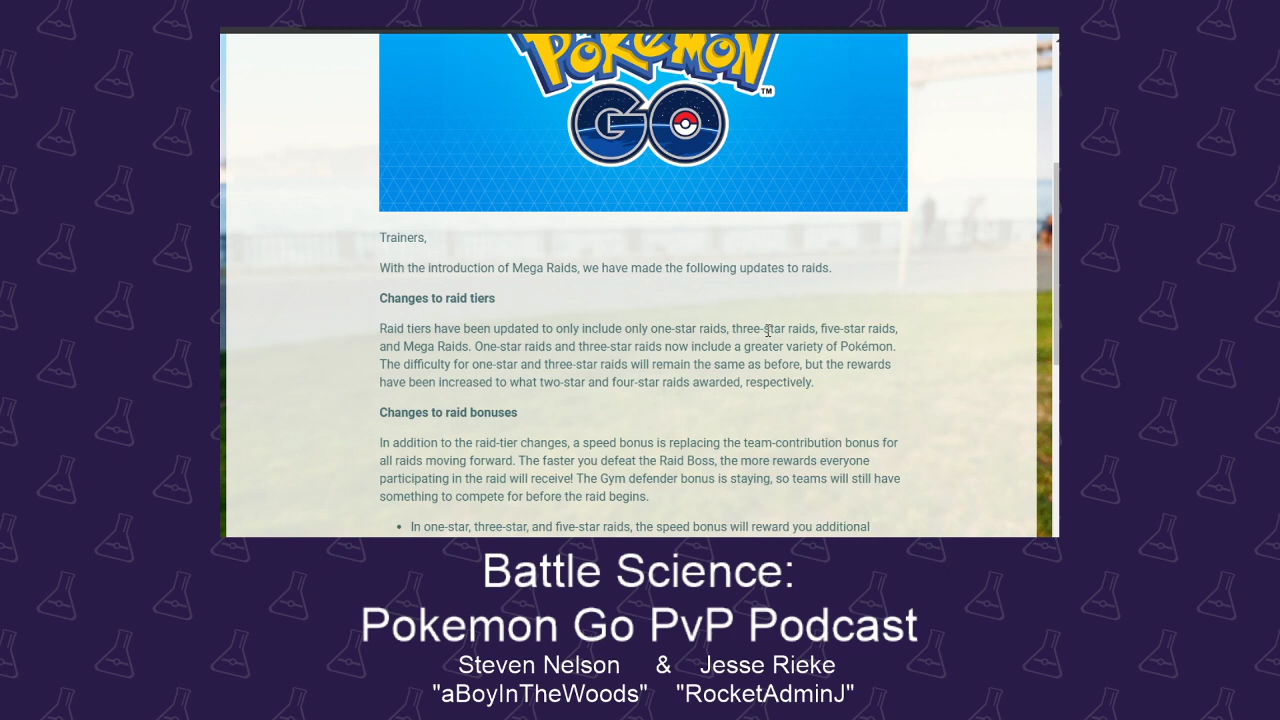 POKéMON
GO
TM
Trainers,
With the introduction of Mega Raids, we have made the following updates to raids.
Changes to raid tiers
Raid tiers have been updated to only include only one-star raids, three-star raids, five-star raids,
and Mega Raids. One-star raids and three-star raids now include a greater variety of Pokémon.
The difficulty for one-star and three-star raids will remain the same as before, but the rewards
have been increased to what two-star and four-star raids awarded, respectively.
Changes to raid bonuses
In addition to the raid-tier changes, a speed bonus is replacing the team-contribution bonus for
all raids moving forward. The faster you defeat the Raid Boss, the more rewards everyone
participating in the raid will receive! The Gym defender bonus is staying, so teams will still have
something to compete for before the raid begins.
• In one-star, three-star, and five-star raids, the speed bonus will reward you additional
Battle Science:
Pokemon Go PvP Podcast
Steven Nelson & Jesse Rieke
"aBoyInTheWoods" "RocketAdminJ"